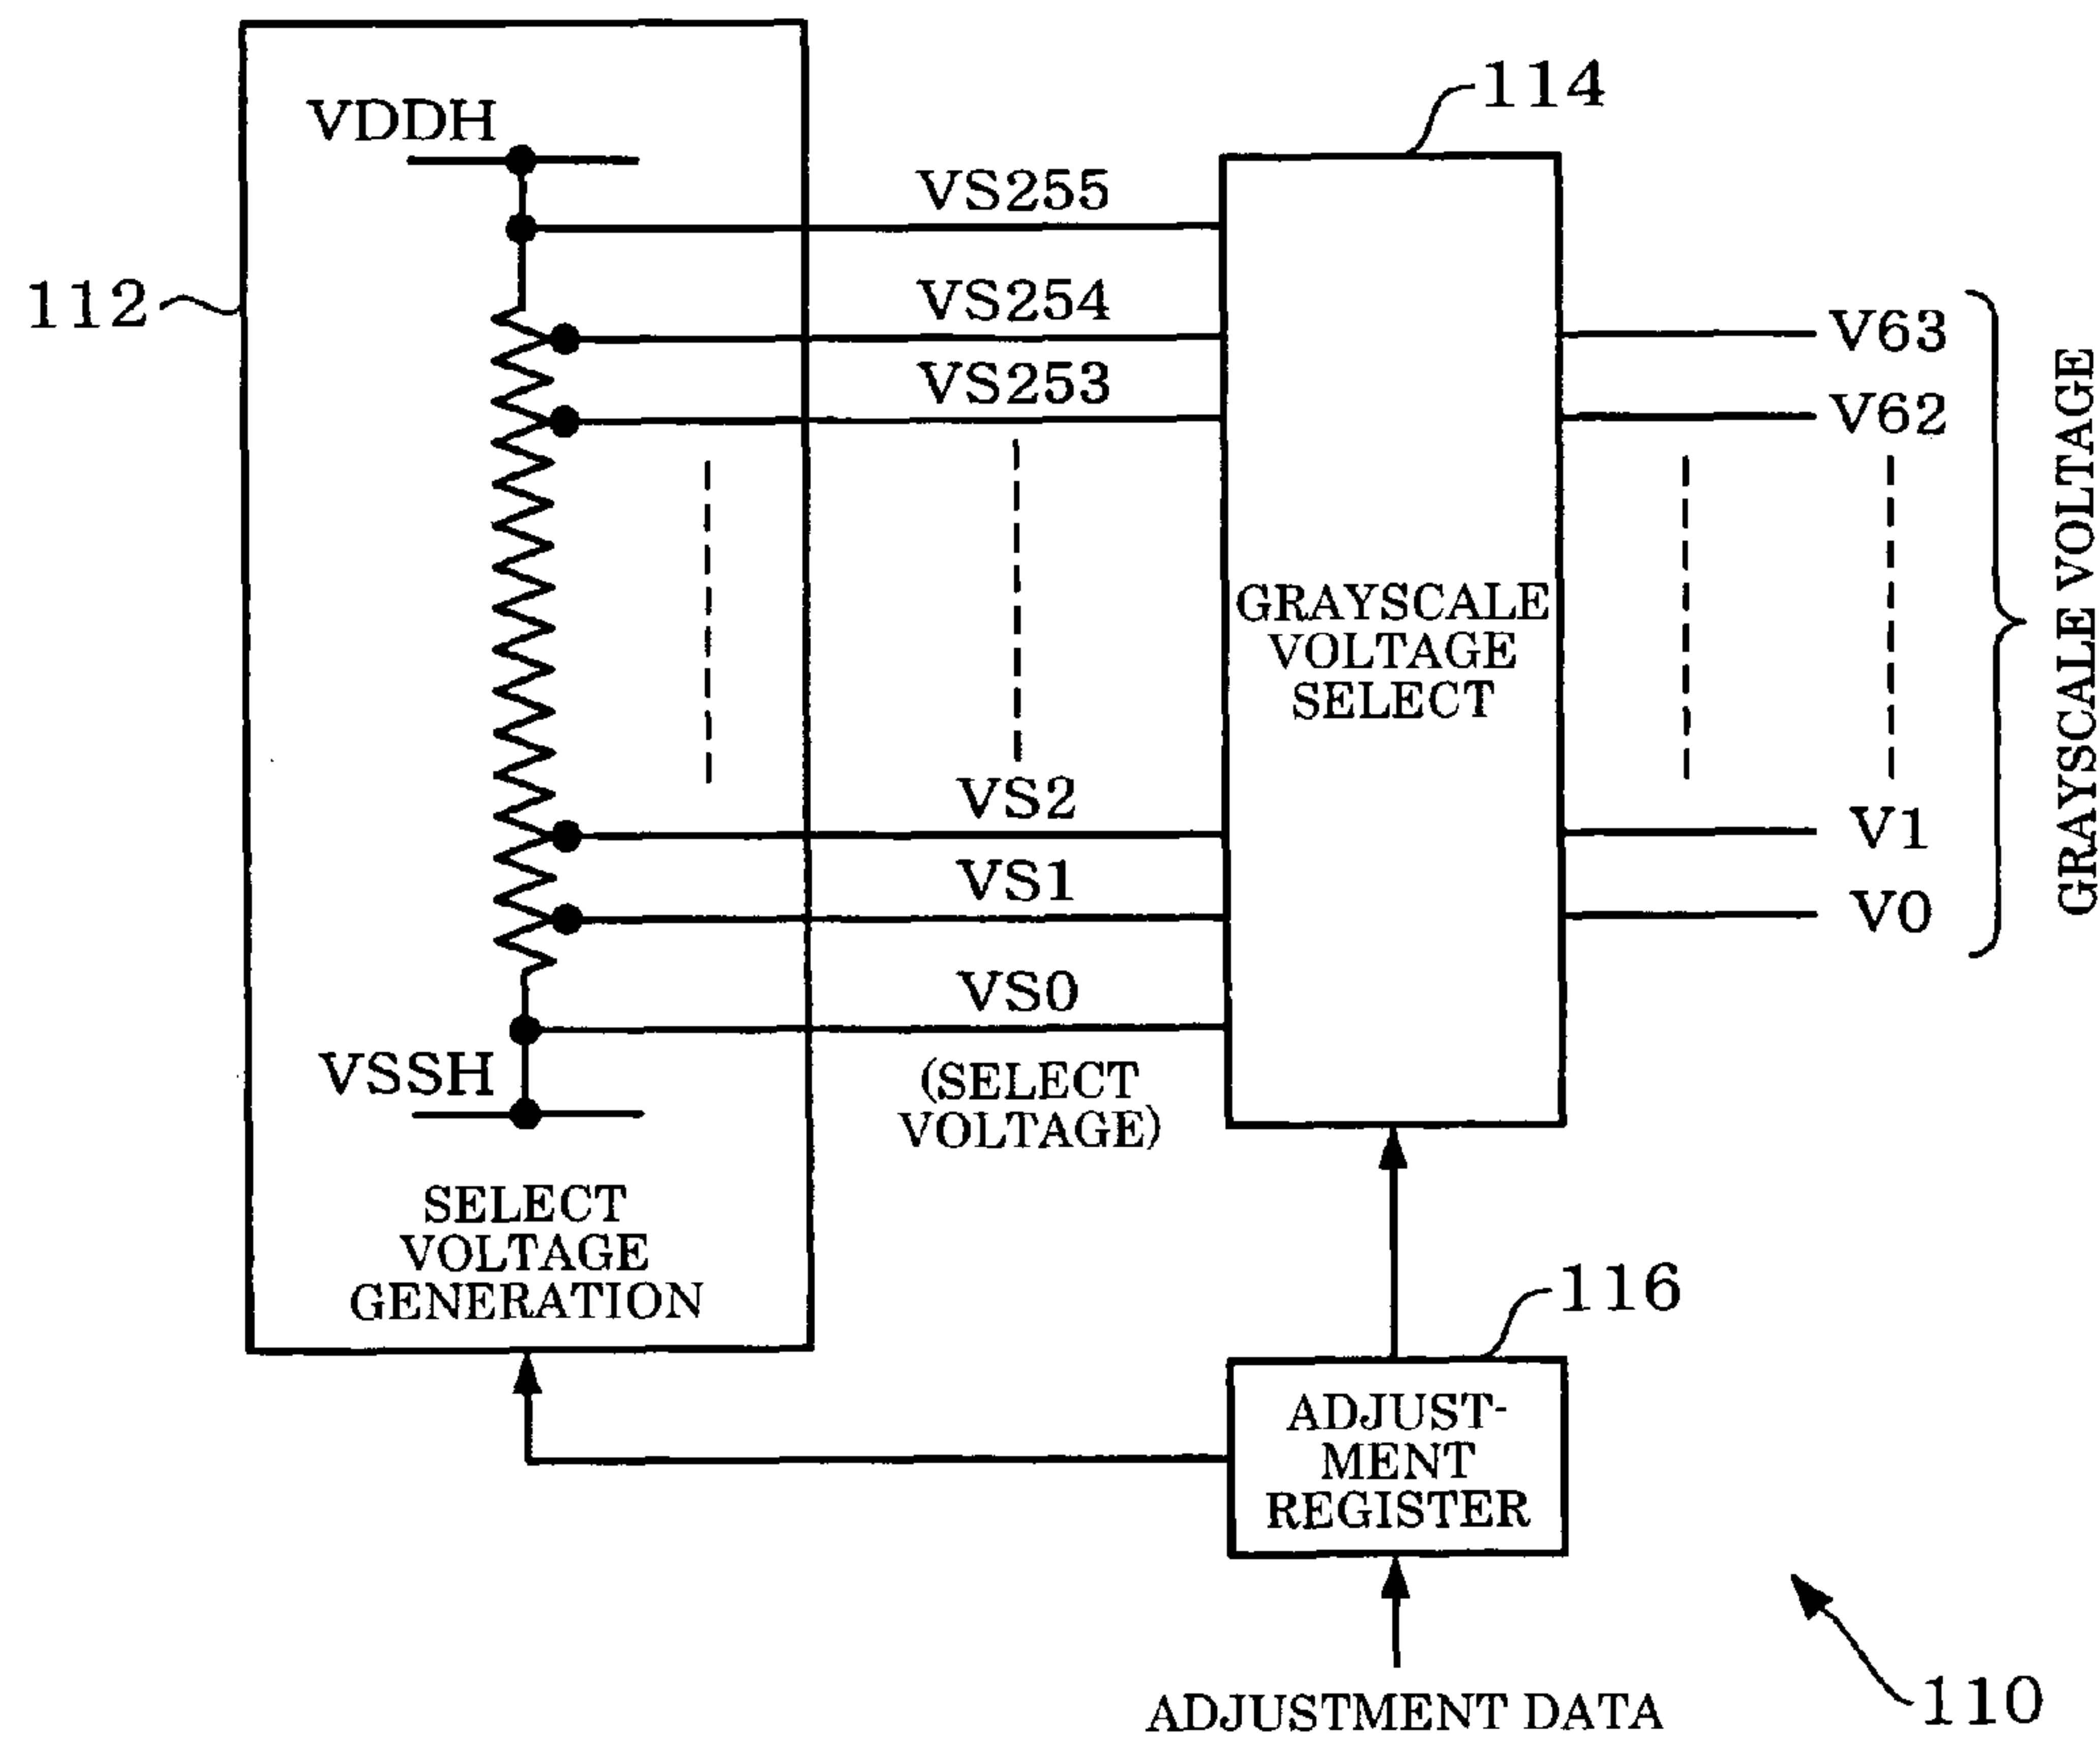 114
VDDH
VS255
112
VS254
V63
VS253
V62
GRAYSCALE
VOLTAGE
SELECT
GRAYSCALE VOLTAGE
VS2
V1
VS1
V0
VS0
VSSH
(SELECT
VOLTAGE)
SELECT
VOLTAGE
GENERATION
116
ADJUST-
MENT
REGISTER
110
ADJUSTMENT DATA